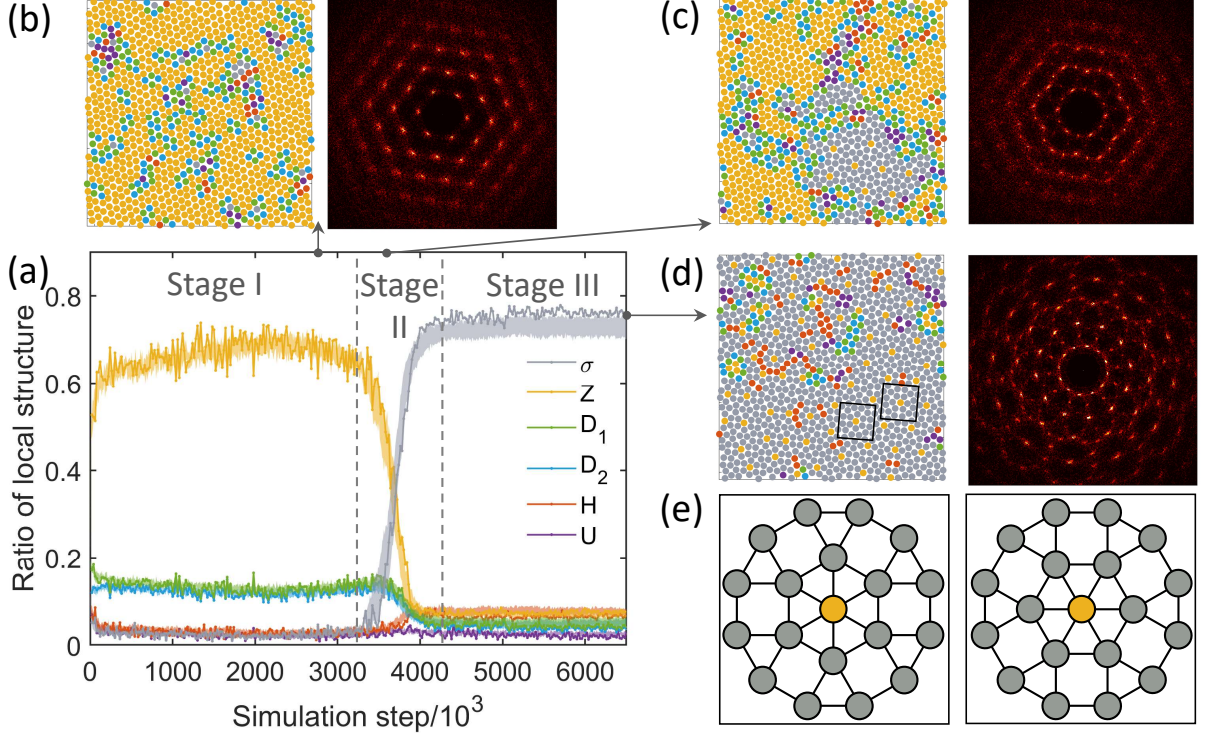 (b)
(c)
(a)
Stage I
Stage
II
Stage III
(d)
0.8
0.6
0.4
0.2
0
Ratio of local structure
σ
Z
D1
D2
H
U
0
1000
2000
3000
4000
5000
6000
Simulation step/10³
(e)